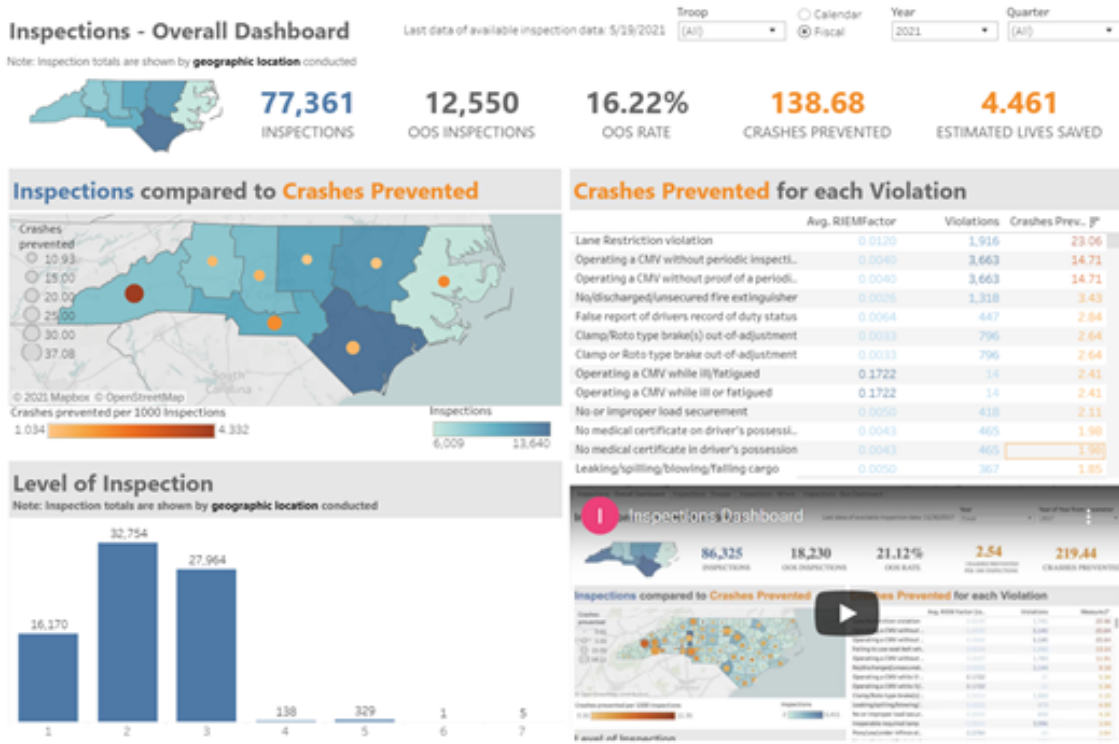 Inspections - Overall Dashboard
Last data of available inspection data: 5/19/2021
Troop
(All)
Calendar
Fiscal
Year
2021
Quarter
(All)
Note: Inspection totals are shown by geographic location conducted
77,361
INSPECTIONS
12,550
OOS INSPECTIONS
16.22%
OOS RATE
138.68
CRASHES PREVENTED
4.461
ESTIMATED LIVES SAVED
Inspections compared to Crashes Prevented
Crashes
prevented
10.93
15.00
20.00
25.00
30.00
37.08
South
Carolina
© 2021 Mapbox © OpenStreetMap
Crashes prevented per 1000 Inspections
1.034 4.332
Inspections
6,009 13,640
Crashes Prevented for each Violation
Avg. RIEMFactor Violations Crashes Prev..
Lane Restriction violation 0.0120 1,916 23.06
Operating a CMV without periodic inspecti.. 0.0040 3,663 14.71
Operating a CMV without proof of a periodi.. 0.0040 3,663 14.71
No/discharged/unsecured fire extinguisher 0.0026 1,318 3.43
False report of drivers record of duty status 0.0064 447 2.84
Clamp/Roto type brake(s) out-of-adjustment 0.0033 796 2.64
Clamp or Roto type brake out-of-adjustment 0.0033 796 2.64
Operating a CMV while ill/fatigued 0.1722 14 2.41
Operating a CMV while ill or fatigued 0.1722 14 2.41
No or improper load securement 0.0050 418 2.11
No medical certificate on driver's possessi.. 0.0043 465 1.98
No medical certificate in driver's possession 0.0043 465 1.98
Leaking/spilling/blowing/falling cargo 0.0050 367 1.85
Level of Inspection
Note: Inspection totals are shown by geographic location conducted
16,170
32,754
27,964
138
329
1
5
1 2 3 4 5 6 7
I
Inspections Dashboard
86,325
INSPECTIONS
18,230
OOS INSPECTIONS
21.12%
OOS RATE
2.54
219.44
CRASHES PREVENTED
Inspections compared to Crashes Prevented
Crashes Prevented for each Violation
Level of Inspection